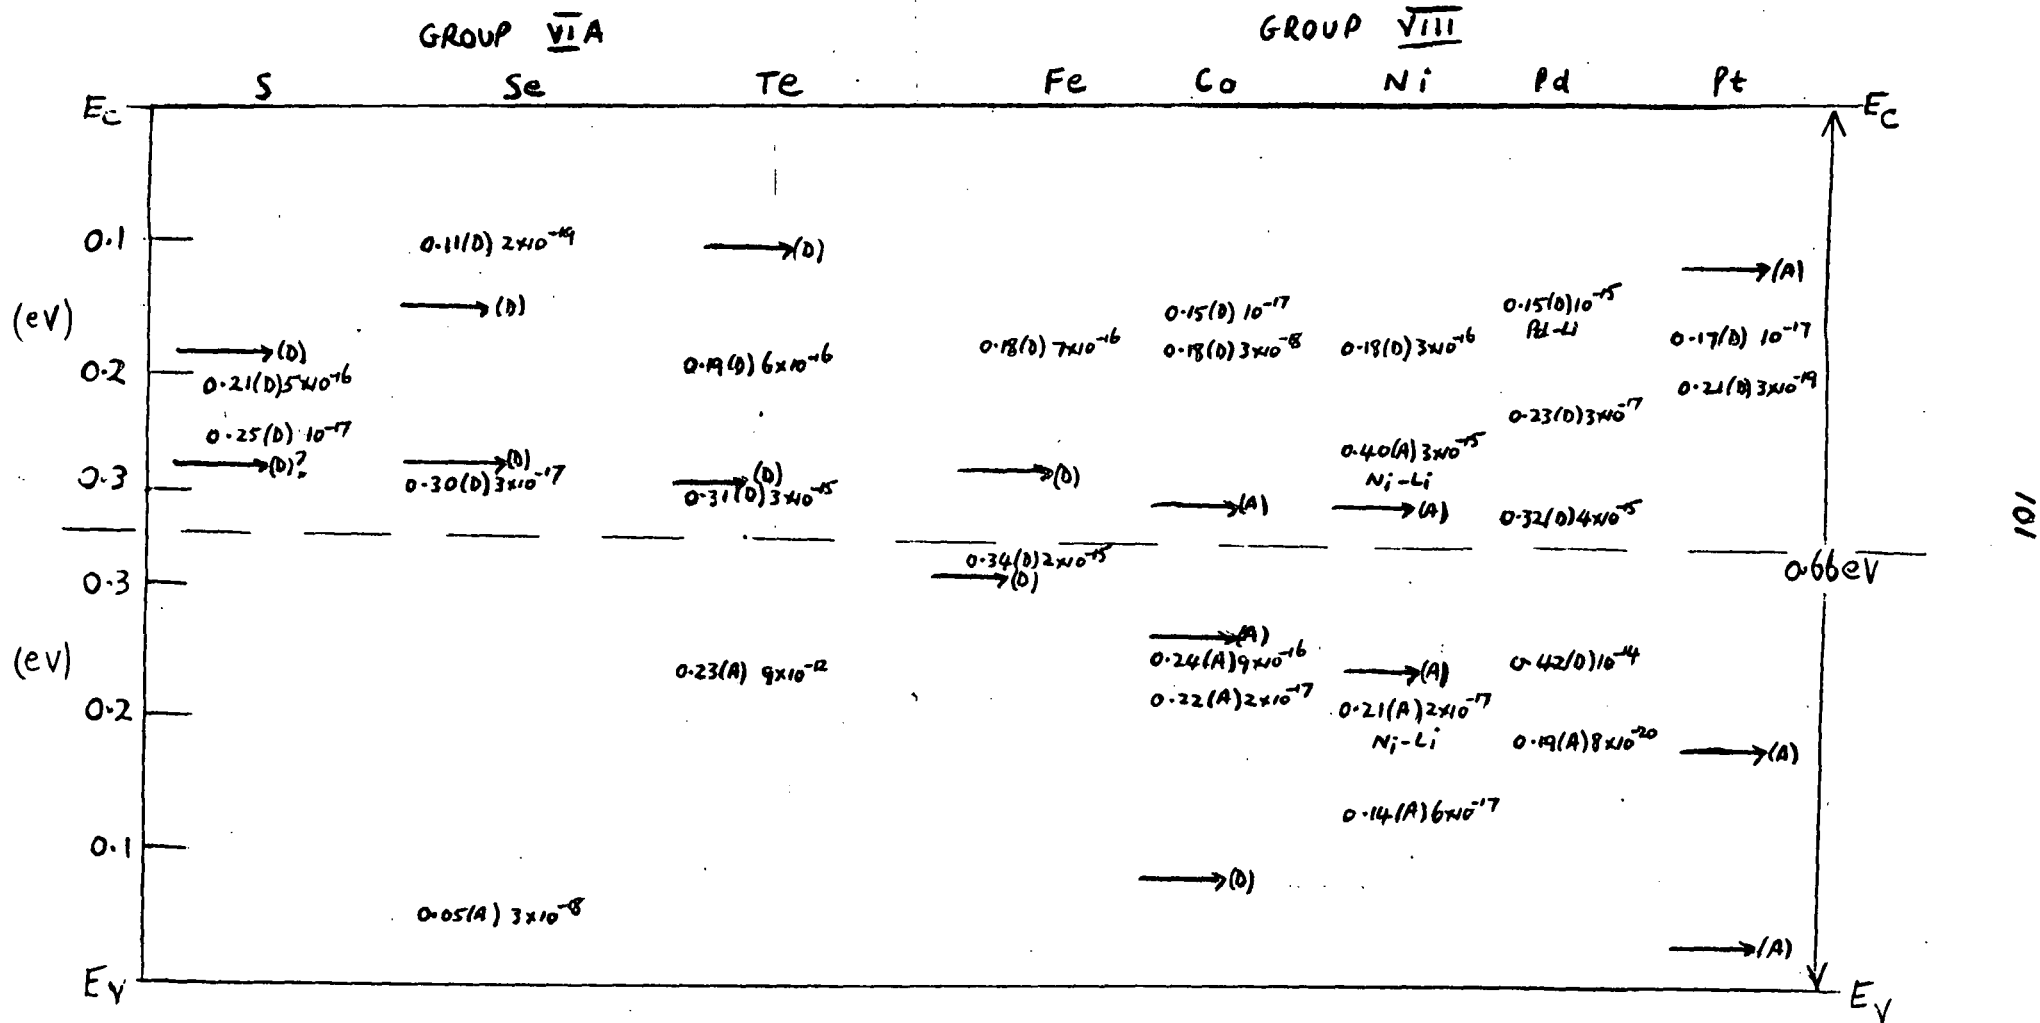 GROUP VIA GROUP VIII
S Se Te Fe Co Ni Pd Pt
Ec Ec
0.1
0.11(D) 2x10⁻¹⁹
(D)
(A)
(eV)
(D)
0.15(D) 10⁻¹⁷
0.15(D)10⁻¹⁵
Pd-Li
(D)
0.18(D) 7x10⁻¹⁶
0.18(D) 3x10⁻¹⁸
0.18(D) 3x10⁻¹⁶
0.17(D) 10⁻¹⁷
0.2
0.21(D)5x10⁻¹⁶
0.19(D) 6x10⁻¹⁶
0.21(D) 3x10⁻¹⁹
0.25(D) 10⁻¹⁷
0.23(D)3x10⁻¹⁷
0.40(A) 3x10⁻¹⁵
Ni-Li
(D)?
(D)
(D)
(D)
0.3
0.30(D)3x10⁻¹⁷
0.31(D)3x10⁻¹⁵
(A)
(A)
0.32(D)4x10⁻¹⁵
101
0.34(D)2x10⁻¹⁵
0.66eV
0.3
(D)
(A)
(eV)
0.23(A) 9x10⁻¹²
0.24(A)9x10⁻¹⁶
(A)
0.42(D)10⁻¹⁴
0.2
0.22(A)2x10⁻¹⁷
0.21(A)2x10⁻¹⁷
Ni-Li
0.19(A)8x10⁻²⁰
(A)
0.14(A)6x10⁻¹⁷
0.1
(D)
0.05(A) 3x10⁻¹⁸
(A)
Ev Ev